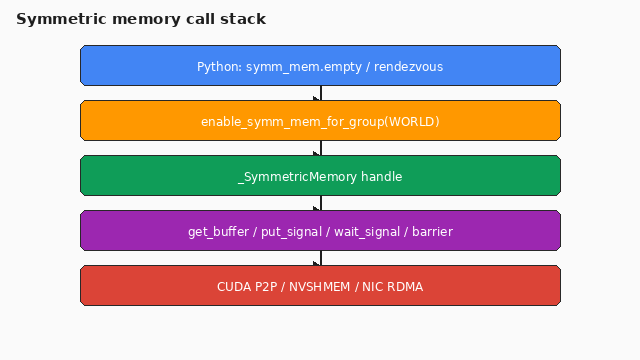 Symmetric memory call stack
Python: symm_mem.empty / rendezvous
enable_symm_mem_for_group(WORLD)
_SymmetricMemory handle
get_buffer / put_signal / wait_signal / barrier
CUDA P2P / NVSHMEM / NIC RDMA